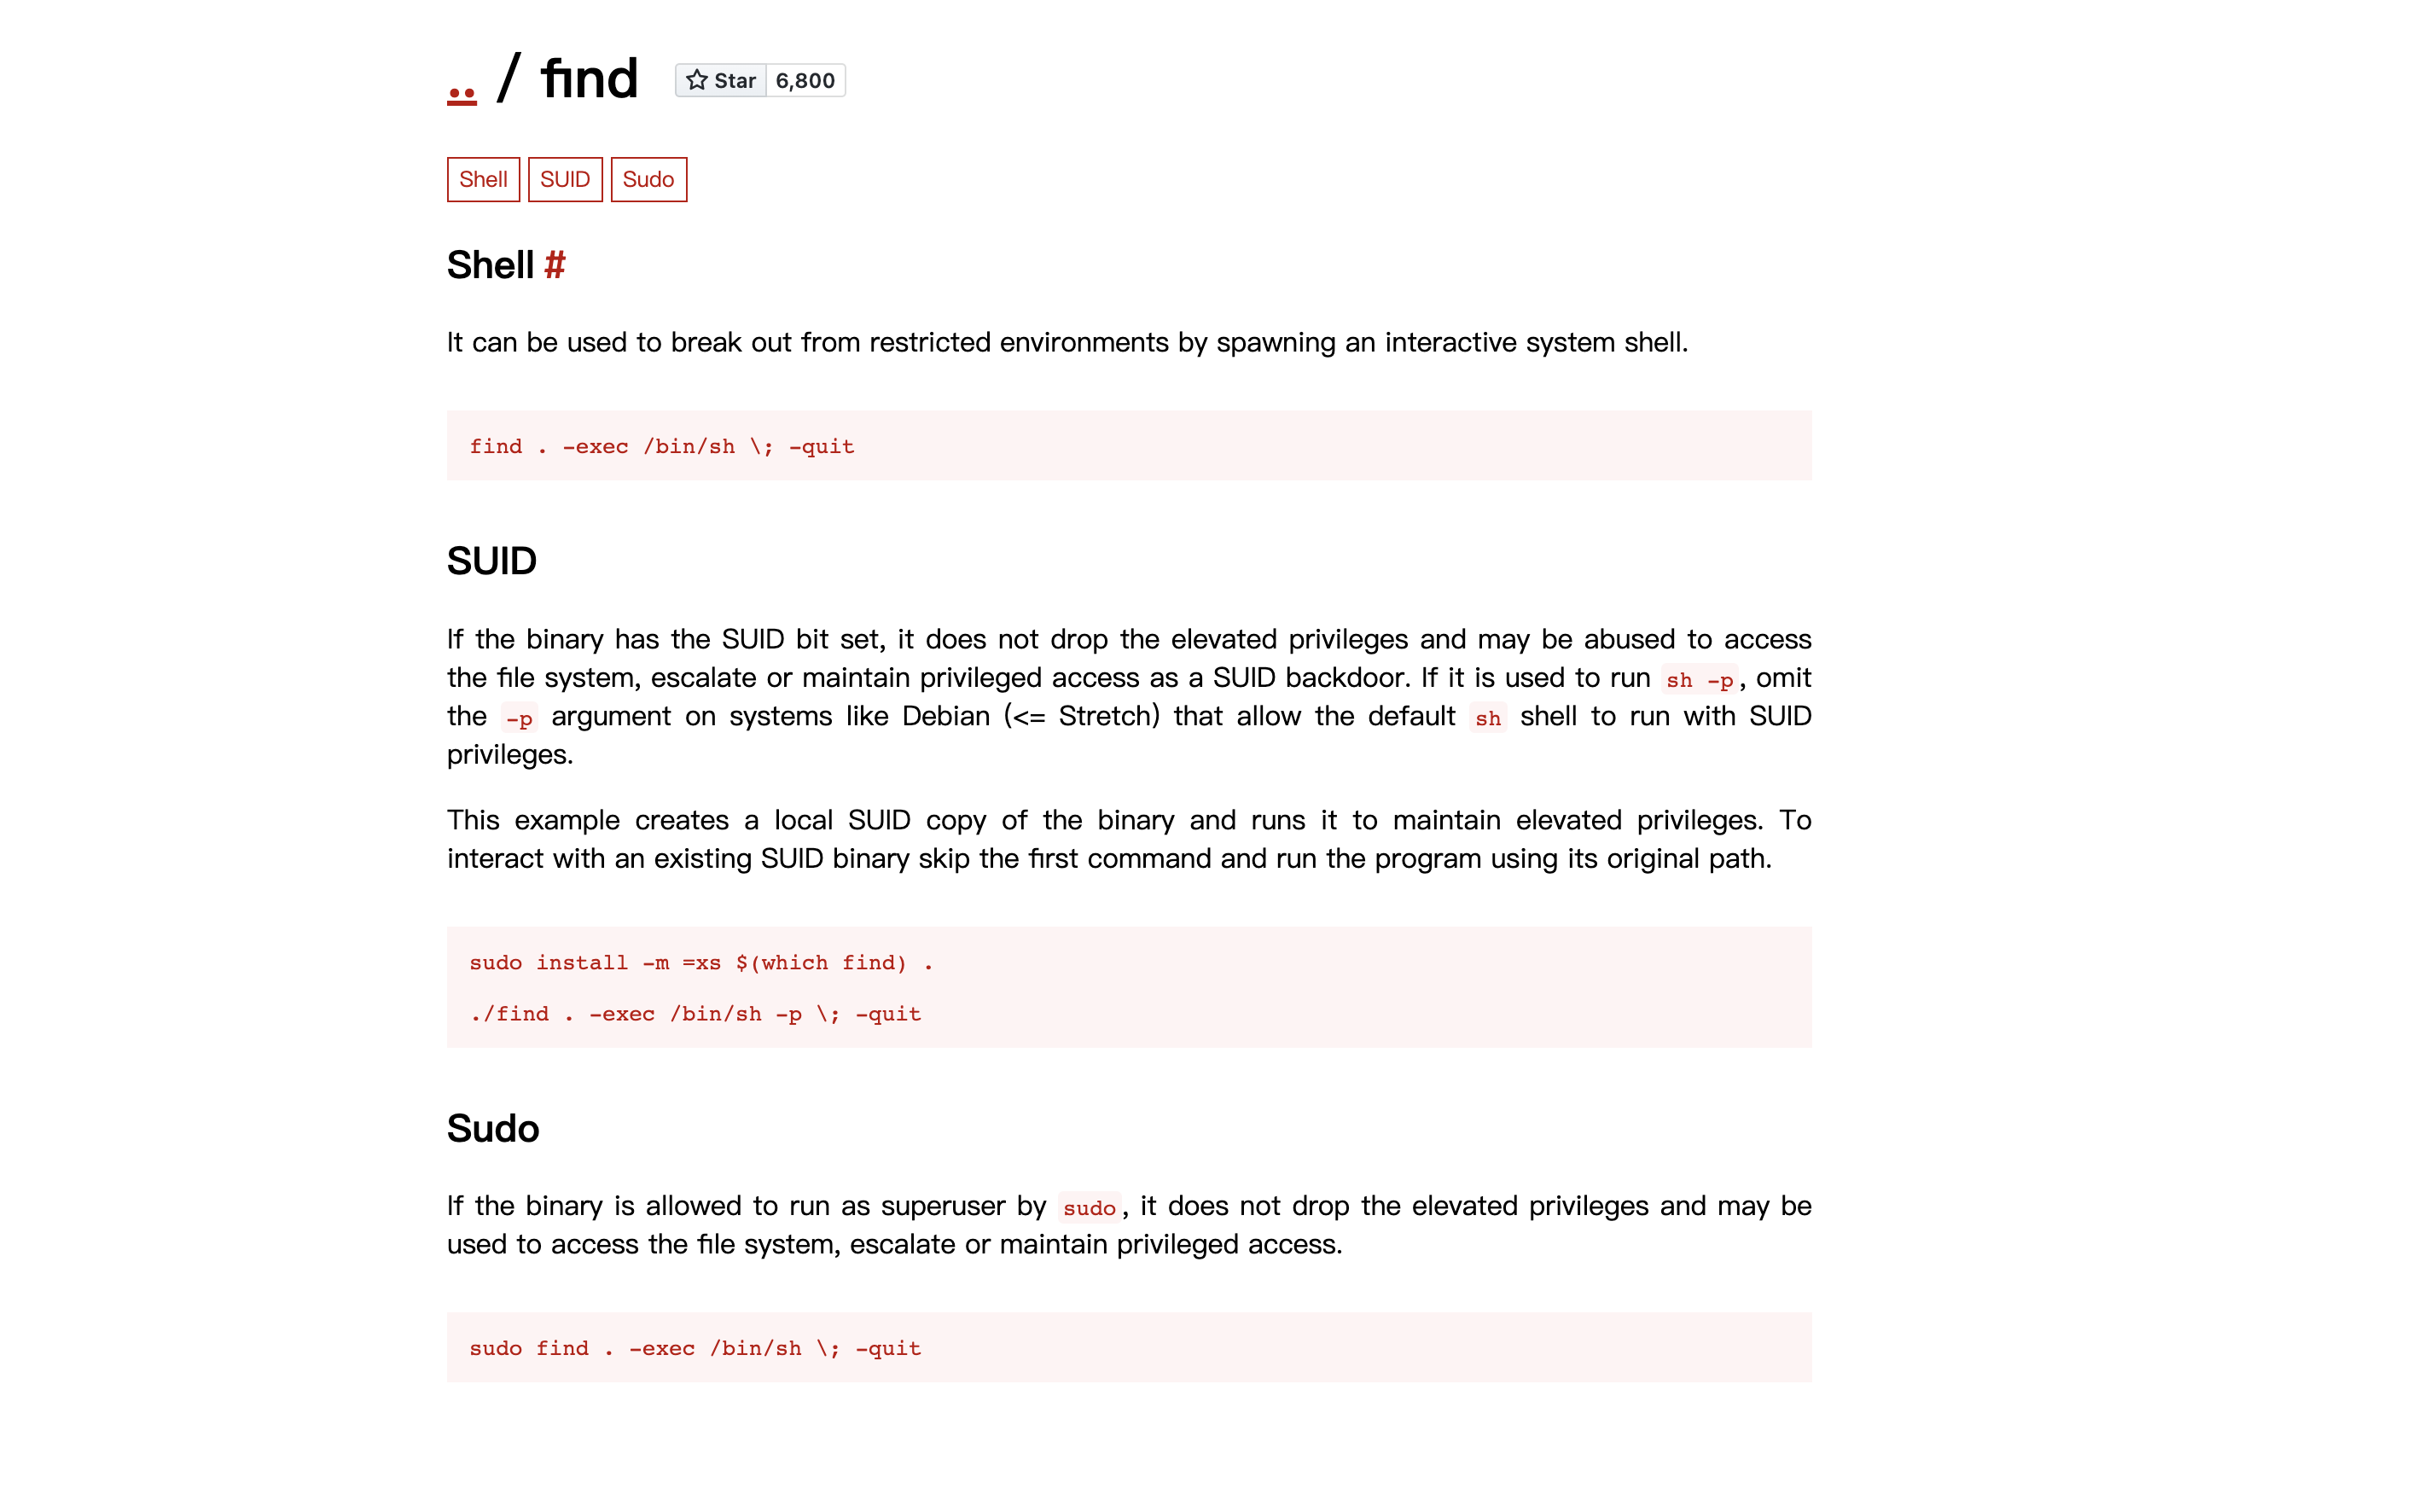 .. / find Star 6,800
Shell SUID Sudo
Shell #
It can be used to break out from restricted environments by spawning an interactive system shell.
find . -exec /bin/sh \; -quit
SUID
If the binary has the SUID bit set, it does not drop the elevated privileges and may be abused to access
the file system, escalate or maintain privileged access as a SUID backdoor. If it is used to run sh -p, omit
the -p argument on systems like Debian (<= Stretch) that allow the default sh shell to run with SUID
privileges.
This example creates a local SUID copy of the binary and runs it to maintain elevated privileges. To
interact with an existing SUID binary skip the first command and run the program using its original path.
sudo install -m =xs $(which find) .
./find . -exec /bin/sh -p \; -quit
Sudo
If the binary is allowed to run as superuser by sudo, it does not drop the elevated privileges and may be
used to access the file system, escalate or maintain privileged access.
sudo find . -exec /bin/sh \; -quit